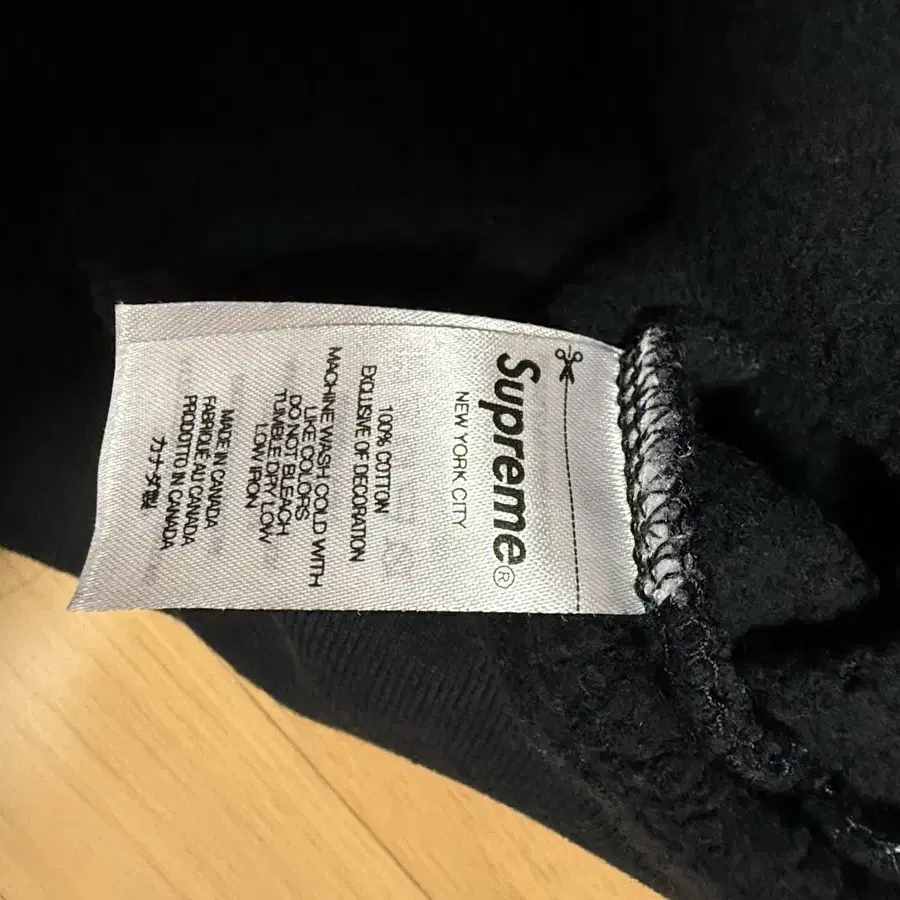 Supreme®
NEW YORK CITY
100% COTTON
EXCLUSIVE OF DECORATION
MACHINE WASH COLD WITH
LIKE COLORS
DO NOT BLEACH
TUMBLE DRY LOW
LOW IRON
MADE IN CANADA
FABRIQUE AU CANADA
PRODOTTO IN CANADA
カナダ製